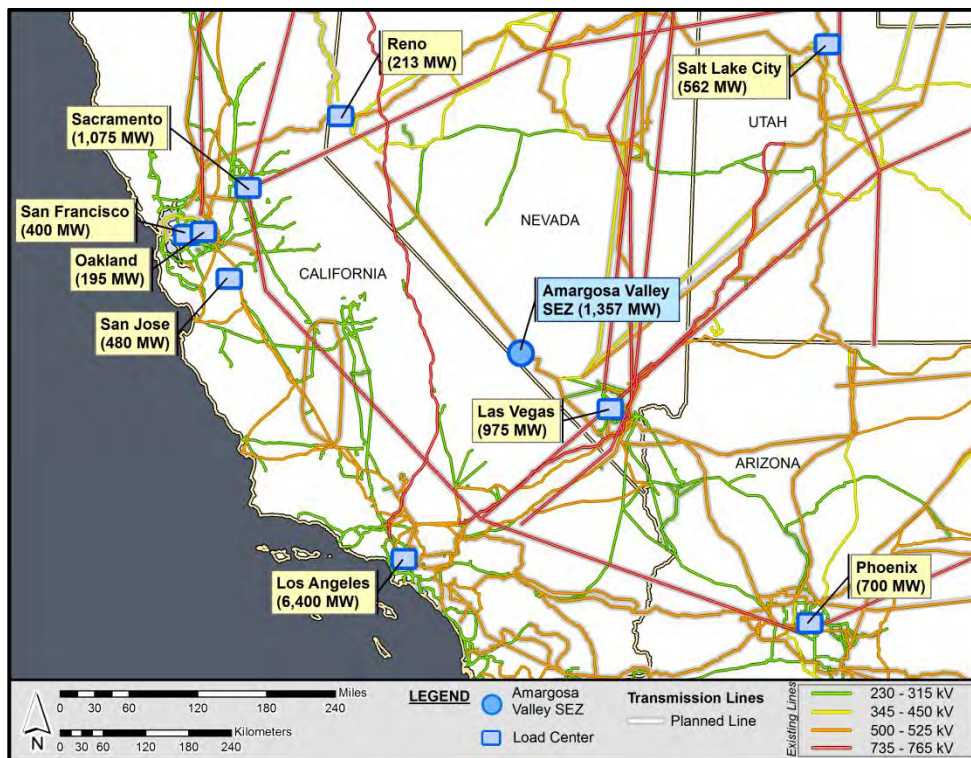 Reno
(213 MW)
Salt Lake City
(562 MW)
UTAH
Sacramento
(1,075 MW)
San Francisco
(400 MW)
NEVADA
Oakland
(195 MW)
CALIFORNIA
Amargosa Valley
SEZ (1,357 MW)
San Jose
(480 MW)
Las Vegas
(975 MW)
ARIZONA
Los Angeles
(6,400 MW)
Phoenix
(700 MW)
N
Miles
0 30 60 120 180 240
Kilometers
0 30 60 120 180 240
LEGEND
Amargosa
Valley SEZ
Load Center
Transmission Lines
Planned Line
Existing Lines
230 - 315 kV
345 - 450 kV
500 - 525 kV
735 - 765 kV